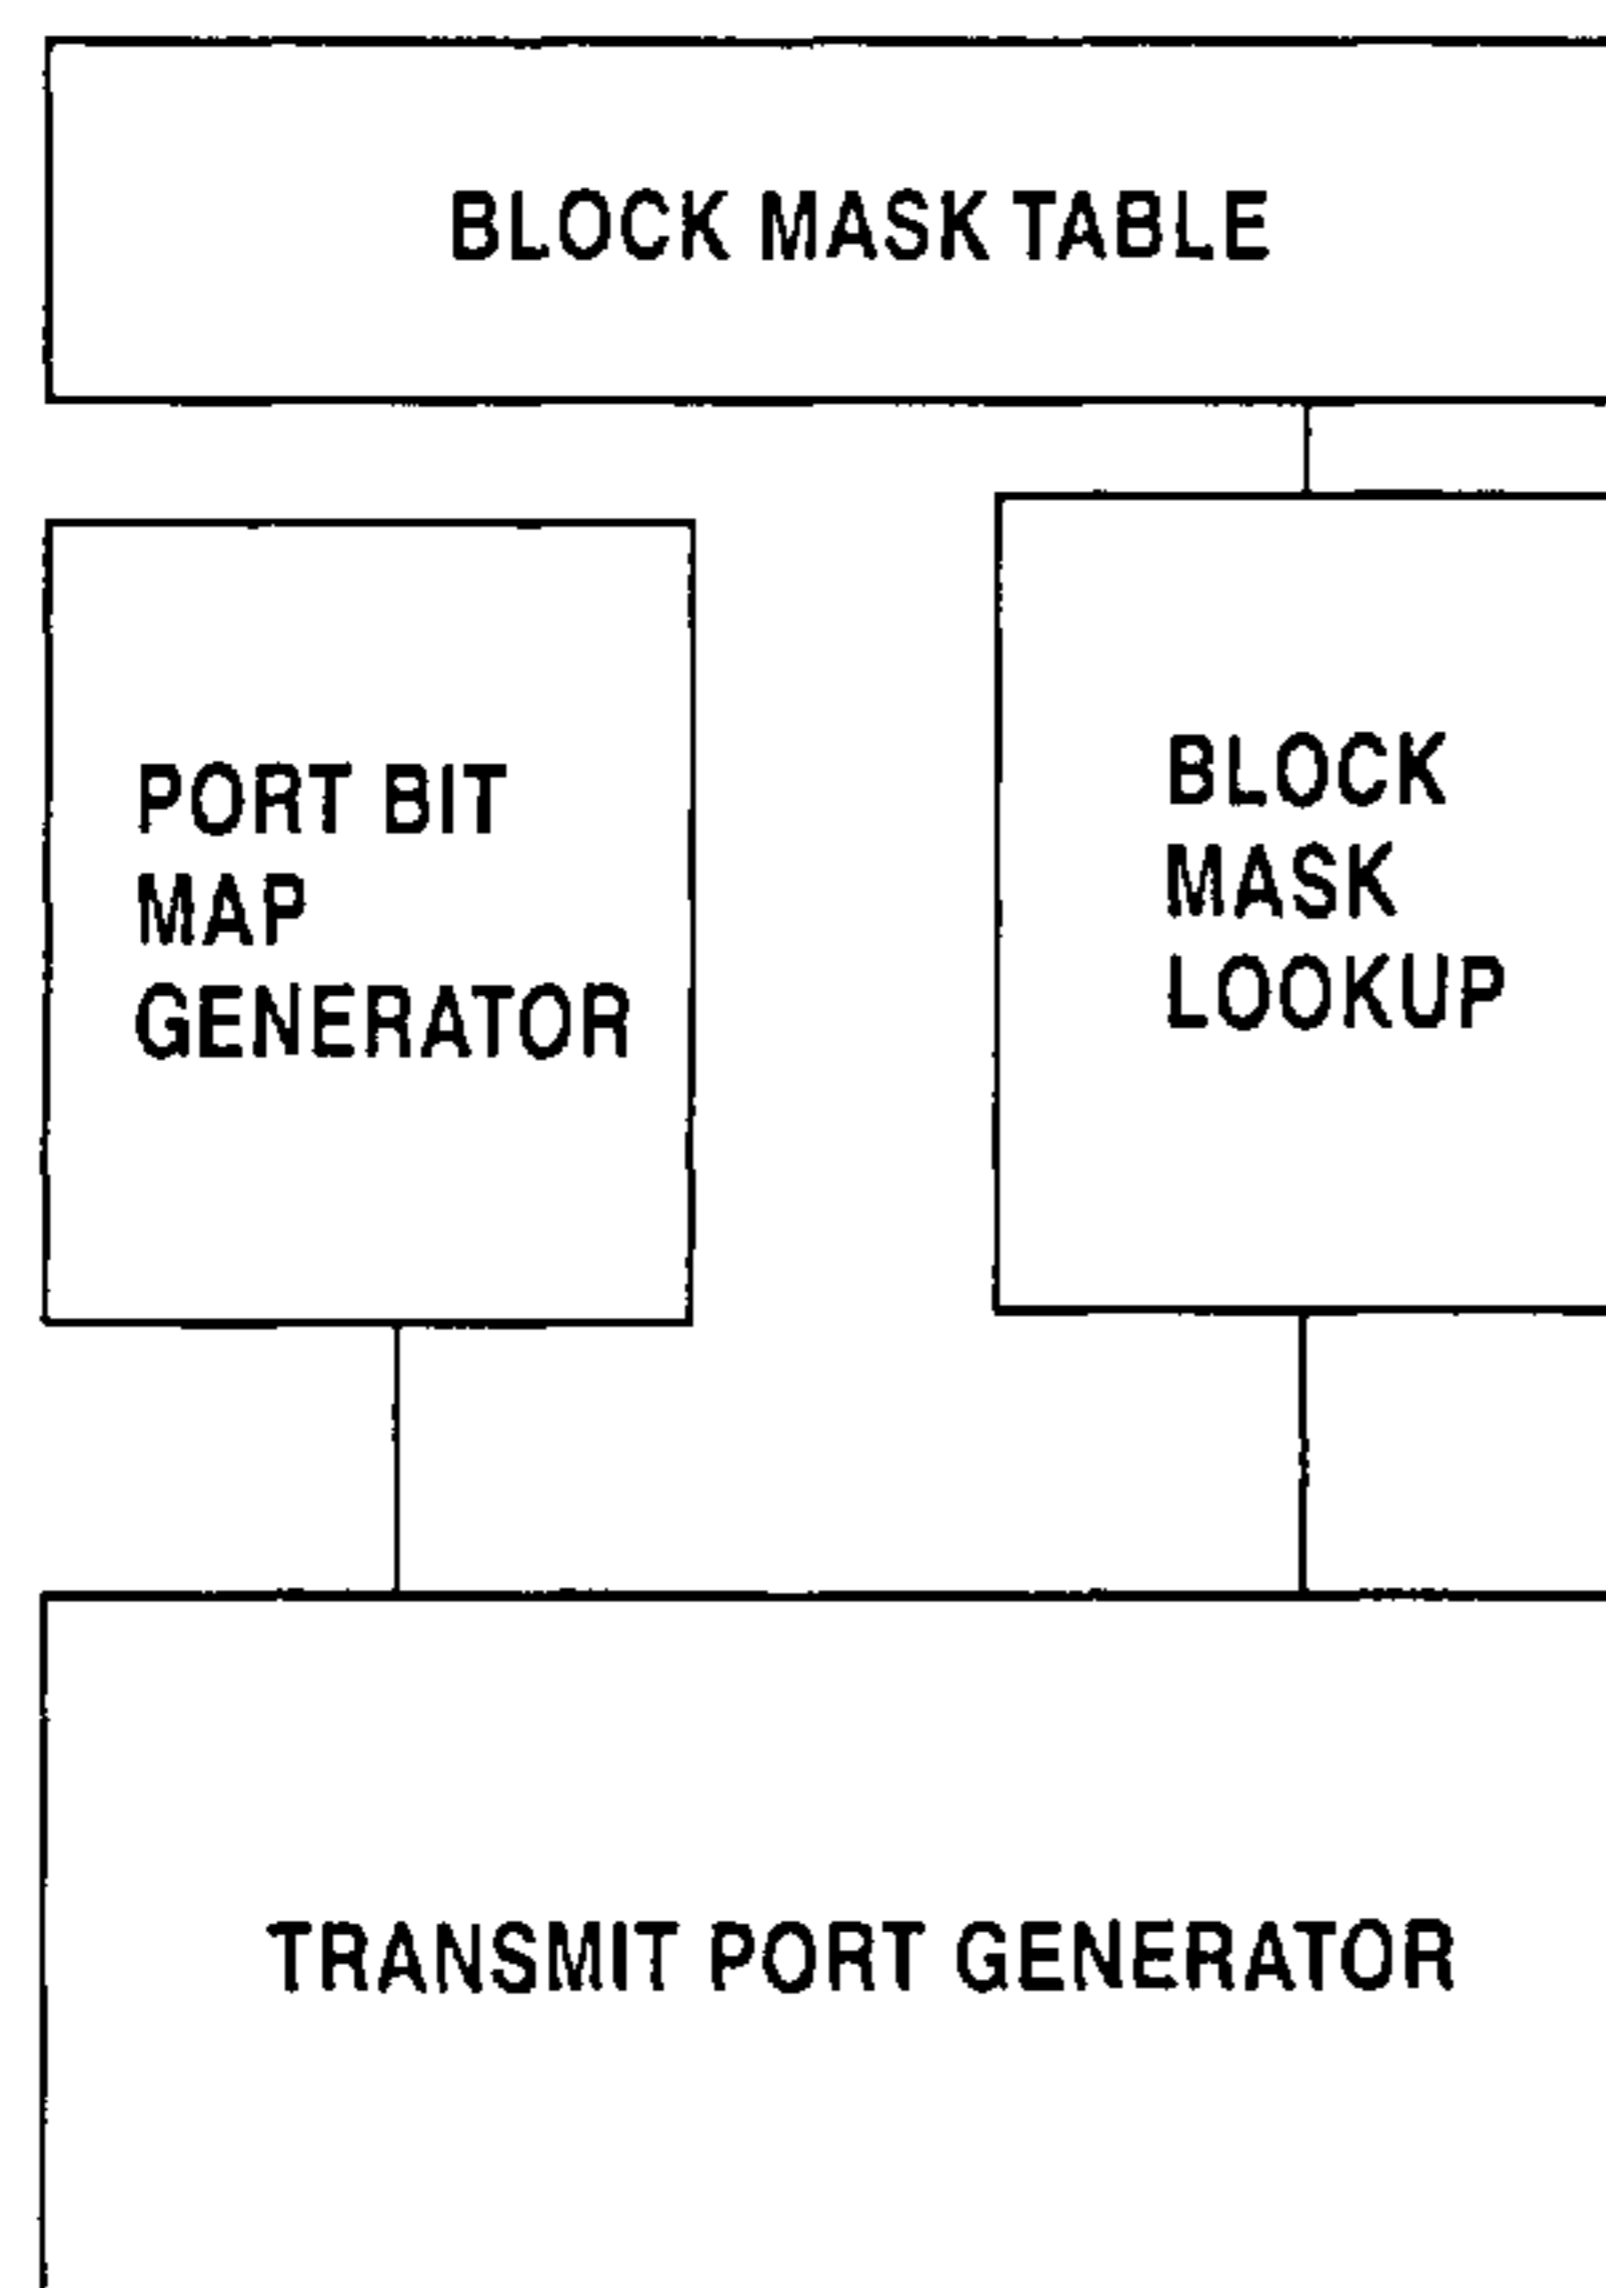 BLOCK MASK TABLE
PORT BIT
MAP
GENERATOR
BLOCK
MASK
LOOKUP
TRANSMIT PORT GENERATOR